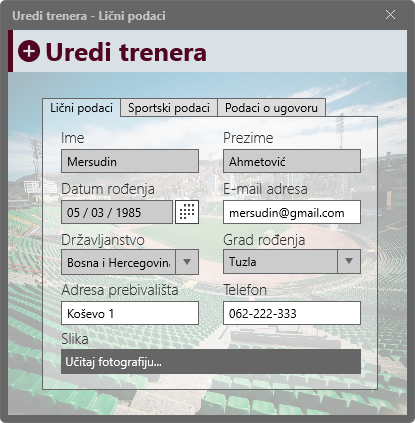 Uredi trenera - Lični podaci
Uredi trenera
Lični podaci Sportski podaci Podaci o ugovoru
Ime Prezime
Mersudin Ahmetović
Datum rođenja E-mail adresa
05 / 03 / 1985 mersudin@gmail.com
Državljanstvo Grad rođenja
Bosna i Hercegovina Tuzla
Adresa prebivališta Telefon
Koševo 1 062-222-333
Slika
Učitaj fotografiju...